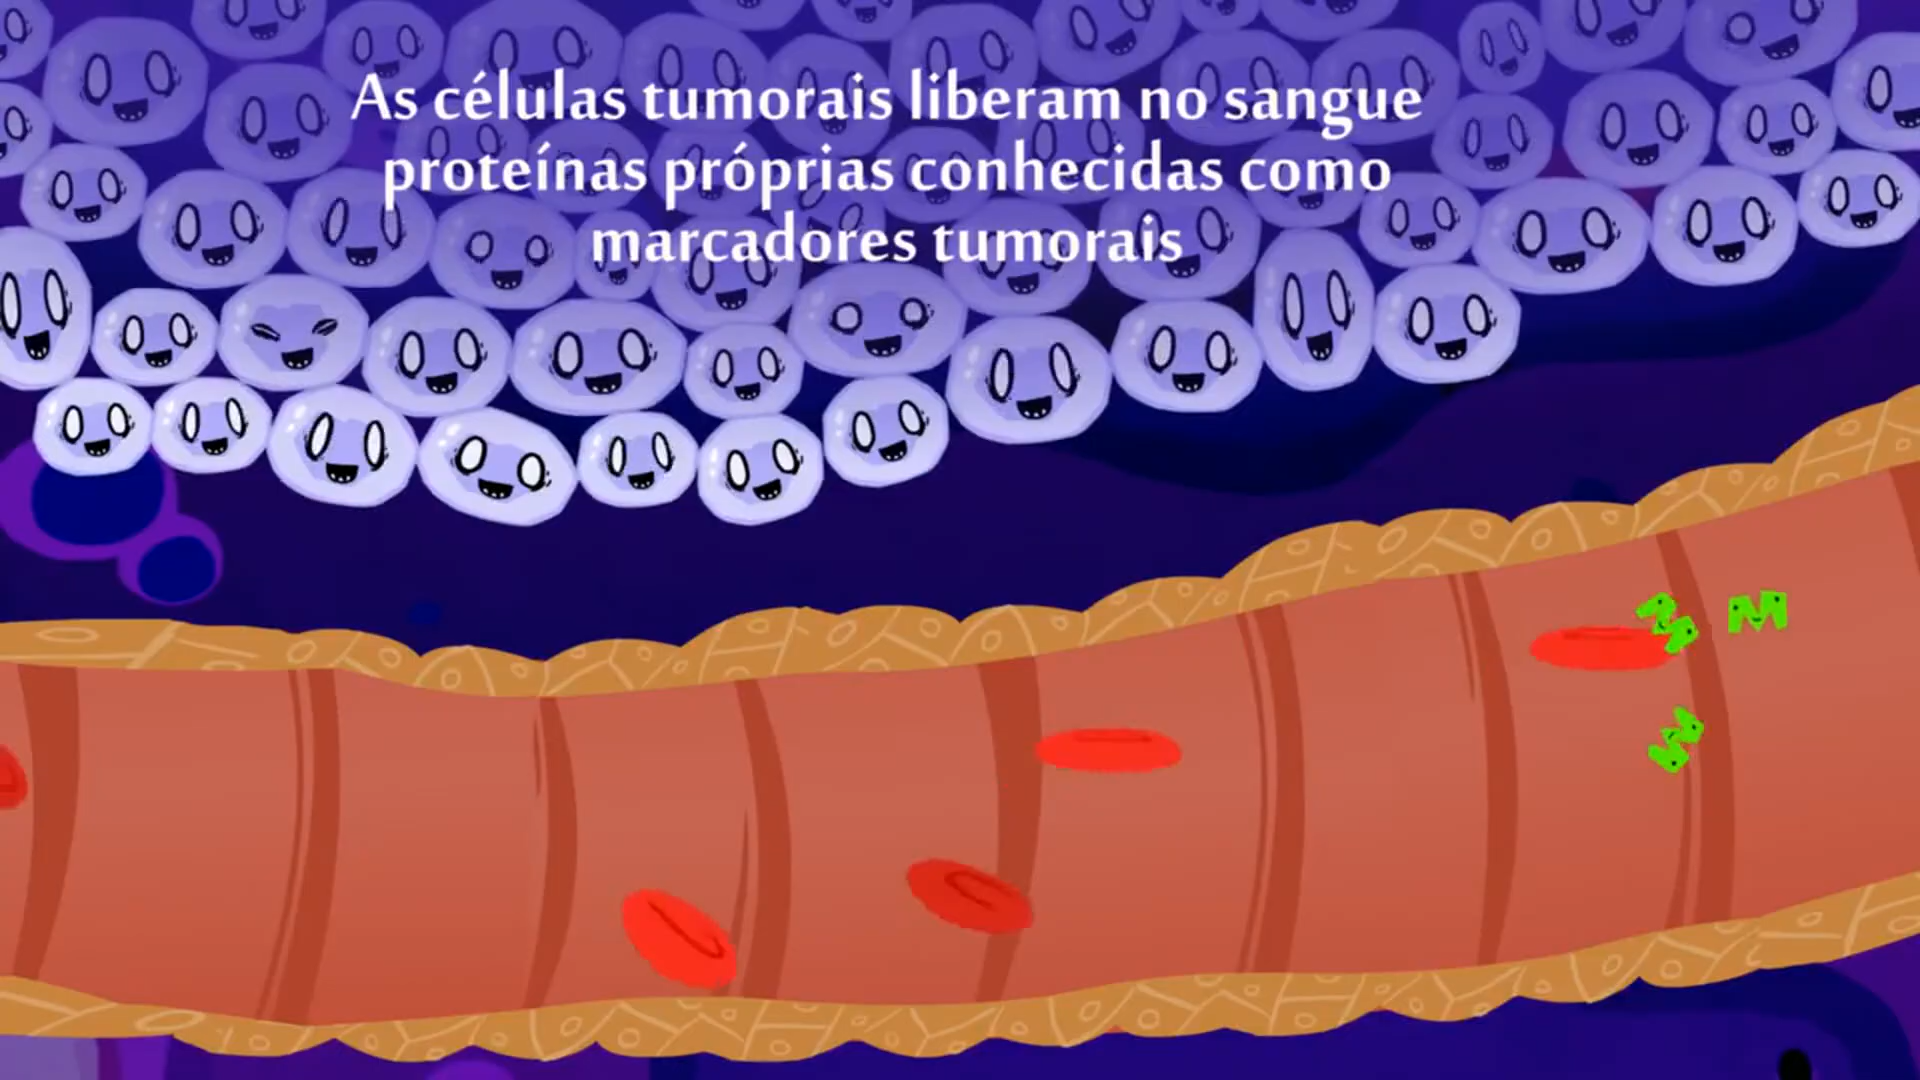 As células tumorais liberam no sangue
proteínas próprias conhecidas como
marcadores tumorais
M
M
M